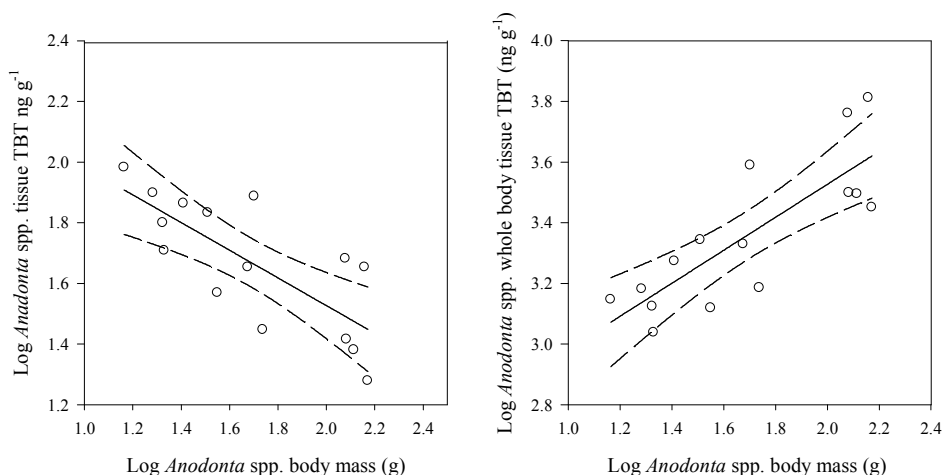 Log Anadonta spp. tissue TBT ng g-1
2.4
2.2
2.0
1.8
1.6
1.4
1.2
1.0 1.2 1.4 1.6 1.8 2.0 2.2 2.4
Log Anodonta spp. body mass (g)
Log Anodonta spp. whole body tissue TBT (ng g-1)
4.0
3.8
3.6
3.4
3.2
3.0
2.8
1.0 1.2 1.4 1.6 1.8 2.0 2.2 2.4
Log Anodonta spp. body mass (g)